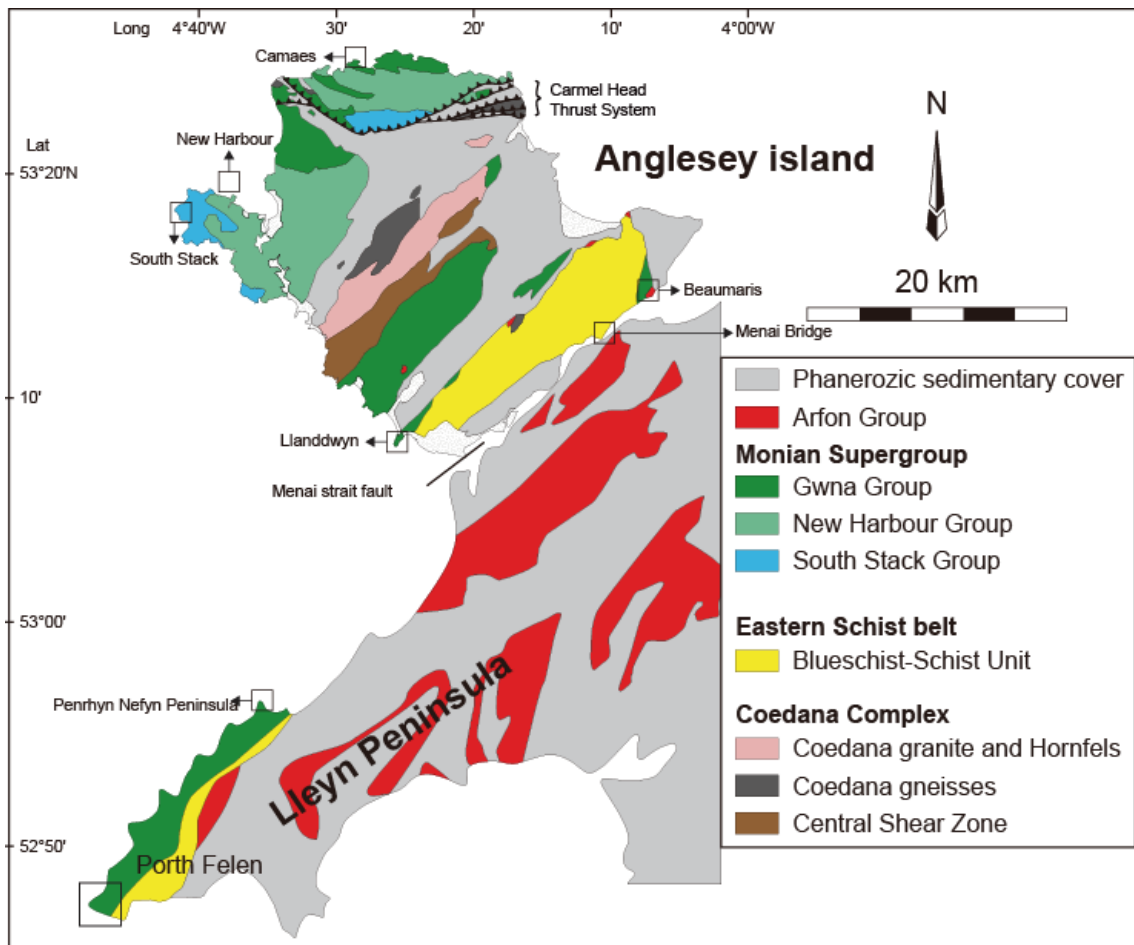 Long 4°40'W 30' 20' 10' 4°00'W
Camaes
Carmel Head
Thrust System
N
New Harbour
Lat
53°20'N
Anglesey island
South Stack
20 km
Beaumaris
Menai Bridge
Phanerozic sedimentary cover
10'
Arfon Group
Llanddwyn
Monian Supergroup
Gwna Group
Menai strait fault
New Harbour Group
South Stack Group
53°00'
Eastern Schist belt
Blueschist-Schist Unit
Penrhyn Nefyn Peninsula
Lleyn Peninsula
Coedana Complex
Coedana granite and Hornfels
Coedana gneisses
Central Shear Zone
52°50'
Porth Felen